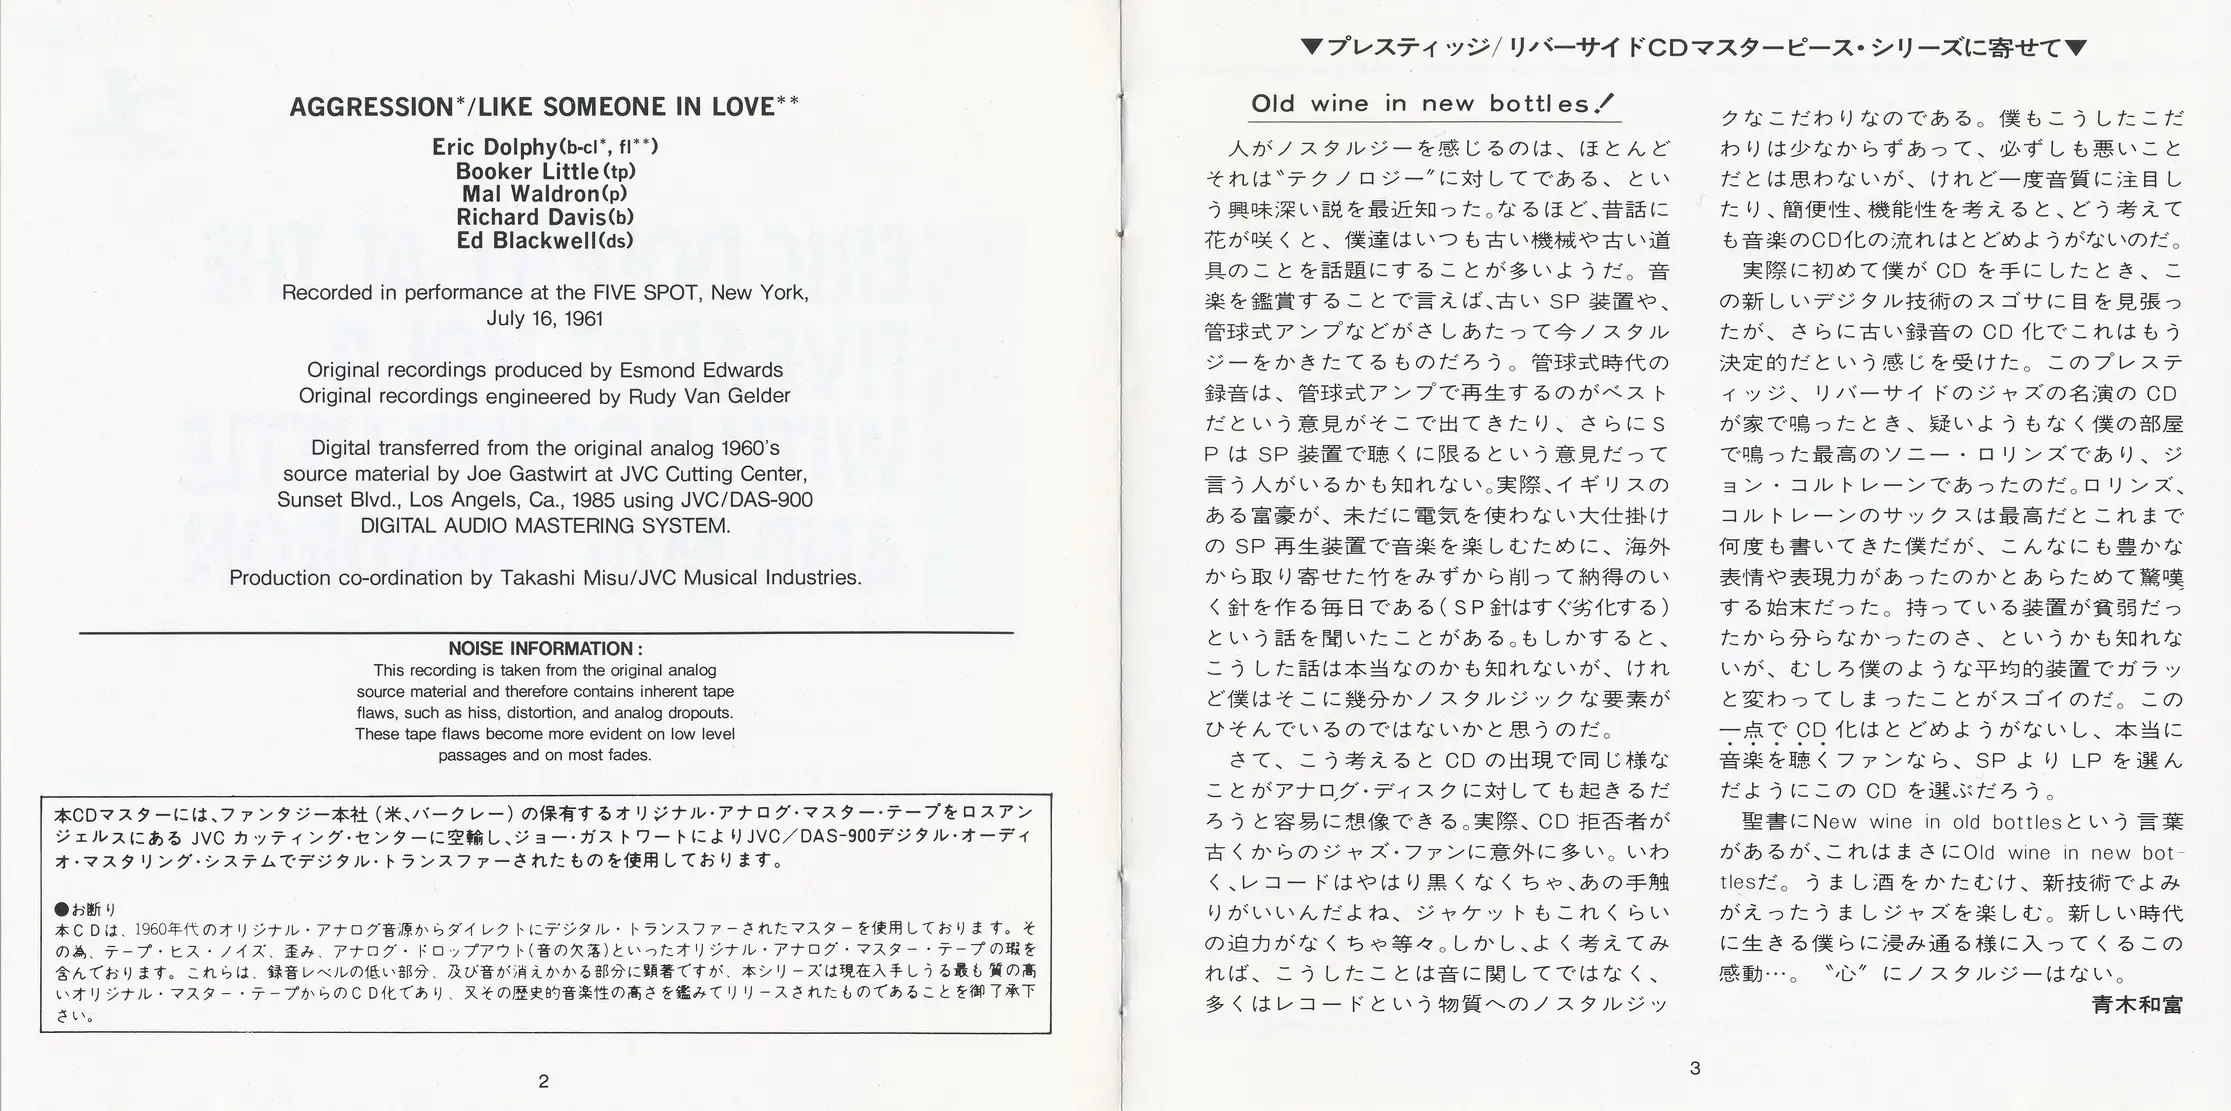 AGGRESSION*/LIKE SOMEONE IN LOVE**
Eric Dolphy(b-cl*, fl**)
Booker Little(tp)
Mal Waldron(p)
Richard Davis(b)
Ed Blackwell(ds)
Recorded in performance at the FIVE SPOT, New York,
July 16, 1961
Original recordings produced by Esmond Edwards
Original recordings engineered by Rudy Van Gelder
Digital transferred from the original analog 1960's
source material by Joe Gastwirt at JVC Cutting Center,
Sunset Blvd., Los Angels, Ca., 1985 using JVC/DAS-900
DIGITAL AUDIO MASTERING SYSTEM.
Production co-ordination by Takashi Misu/JVC Musical Industries.
NOISE INFORMATION :
This recording is taken from the original analog
source material and therefore contains inherent tape
flaws, such as hiss, distortion, and analog dropouts.
These tape flaws become more evident on low level
passages and on most fades.
本CDマスターには、ファンタジー本社(米、バークレー)の保有するオリジナル・アナログ・マスター・テープをロスアン
ジェルスにある JVC カッティング・センターに空輸し、ジョー・ガストワートによりJVC/DAS-900デジタル・オーディ
オ・マスタリング・システムでデジタル・トランスファーされたものを使用しております。
●お断り
本CDは、1960年代のオリジナル・アナログ音源からダイレクトにデジタル・トランスファーされたマスターを使用しております。そ
の為、テープ・ヒス・ノイズ、歪み、アナログ・ドロップアウト(音の欠落)といったオリジナル・アナログ・マスター・テープの瑕を
含んでおります。これらは、録音レベルの低い部分、及び音が消えかかる部分に顕著ですが、本シリーズは現在入手しうる最も質の高
いオリジナル・マスター・テープからのCD化であり、又その歴史的音楽性の高さを鑑みてリリースされたものであることを御了承下
さい。
2
▼プレスティッジ/リバーサイドCDマスターピース・シリーズに寄せて▼
Old wine in new bottles!
人がノスタルジーを感じるのは、ほとんど
それは〝テクノロジー〞に対してである、とい
う興味深い説を最近知った。なるほど、昔話に
花が咲くと、僕達はいつも古い機械や古い道
具のことを話題にすることが多いようだ。音
楽を鑑賞することで言えば、古い SP 装置や、
管球式アンプなどがさしあたって今ノスタル
ジーをかきたてるものだろう。管球式時代の
録音は、管球式アンプで再生するのがベスト
だという意見がそこで出てきたり、さらにS
P は SP 装置で聴くに限るという意見だって
言う人がいるかも知れない。実際、イギリスの
ある富豪が、未だに電気を使わない大仕掛け
の SP 再生装置で音楽を楽しむために、海外
から取り寄せた竹をみずから削って納得のい
く針を作る毎日である(SP針はすぐ劣化する)
という話を聞いたことがある。もしかすると、
こうした話は本当なのかも知れないが、けれ
ど僕はそこに幾分かノスタルジックな要素が
ひそんでいるのではないかと思うのだ。
さて、こう考えると CD の出現で同じ様な
ことがアナログ・ディスクに対しても起きるだ
ろうと容易に想像できる。実際、CD 拒否者が
古くからのジャズ・ファンに意外に多い。いわ
く、レコードはやはり黒くなくちゃ、あの手触
りがいいんだよね、ジャケットもこれくらい
の迫力がなくちゃ等々。しかし、よく考えてみ
れば、こうしたことは音に関してではなく、
多くはレコードという物質へのノスタルジッ
クなこだわりなのである。僕もこうしたこだ
わりは少なからずあって、必ずしも悪いこと
だとは思わないが、けれど一度音質に注目し
たり、簡便性、機能性を考えると、どう考えて
も音楽のCD化の流れはとどめようがないのだ。
実際に初めて僕が CD を手にしたとき、こ
の新しいデジタル技術のスゴサに目を見張っ
たが、さらに古い録音の CD 化でこれはもう
決定的だという感じを受けた。このプレステ
ィッジ、リバーサイドのジャズの名演の CD
が家で鳴ったとき、疑いようもなく僕の部屋
で鳴った最高のソニー・ロリンズであり、ジ
ョン・コルトレーンであったのだ。ロリンズ、
コルトレーンのサックスは最高だとこれまで
何度も書いてきた僕だが、こんなにも豊かな
表情や表現力があったのかとあらためて驚嘆
する始末だった。持っている装置が貧弱だっ
たから分らなかったのさ、というかも知れな
いが、むしろ僕のような平均的装置でガラッ
と変わってしまったことがスゴイのだ。この
一点で CD 化はとどめようがないし、本当に
音楽を聴くファンなら、SP より LP を選ん
だようにこの CD を選ぶだろう。
聖書にNew wine in old bottlesという言葉
があるが、これはまさにOld wine in new bot-
tlesだ。うまし酒をかたむけ、新技術でよみ
がえったうましジャズを楽しむ。新しい時代
に生きる僕らに浸み通る様に入ってくるこの
感動…。〝心〞にノスタルジーはない。
青木和富
3